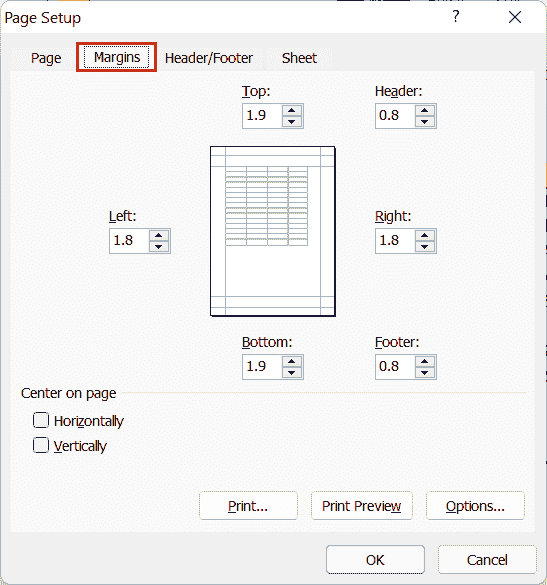 Page Setup ?
Page Margins Header/Footer Sheet
Top: Header:
1.9 0.8
Left: Right:
1.8 1.8
Bottom: Footer:
1.9 0.8
Center on page
Horizontally
Vertically
Print... Print Preview Options...
OK Cancel